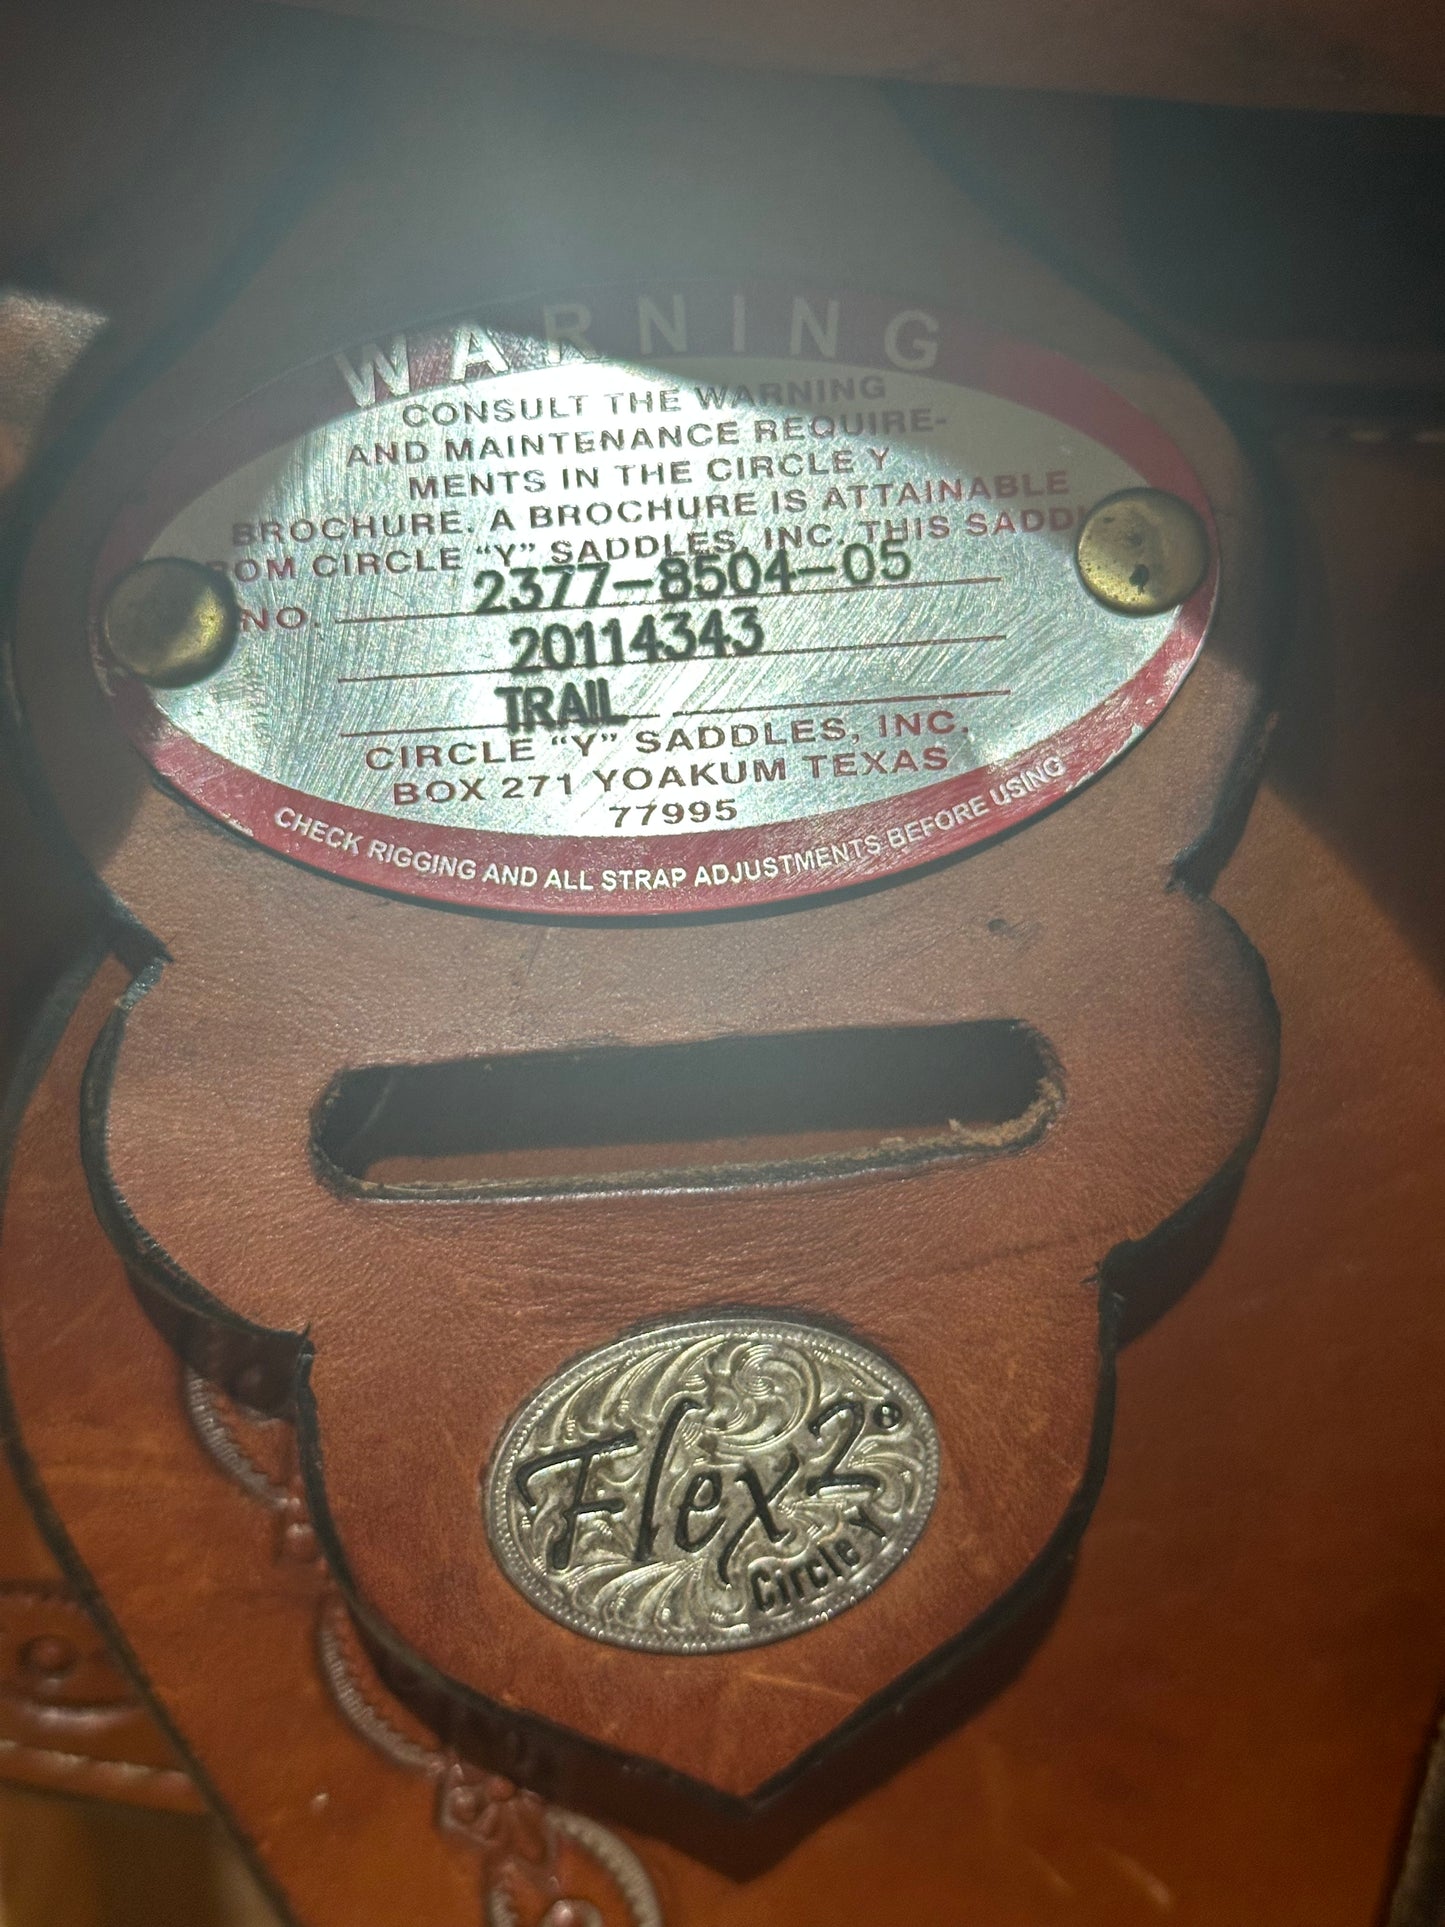 WARNING
CONSULT THE WARNING
AND MAINTENANCE REQUIRE-
MENTS IN THE CIRCLE Y
BROCHURE. A BROCHURE IS ATTAINABLE
ROM CIRCLE “Y” SADDLES, INC. THIS SADD
NO. 2377-8504-05
20114343
TRAIL
CIRCLE “Y” SADDLES, INC.
BOX 271 YOAKUM TEXAS
77995
CHECK RIGGING AND ALL STRAP ADJUSTMENTS BEFORE USING
Flex2®
Circle Y